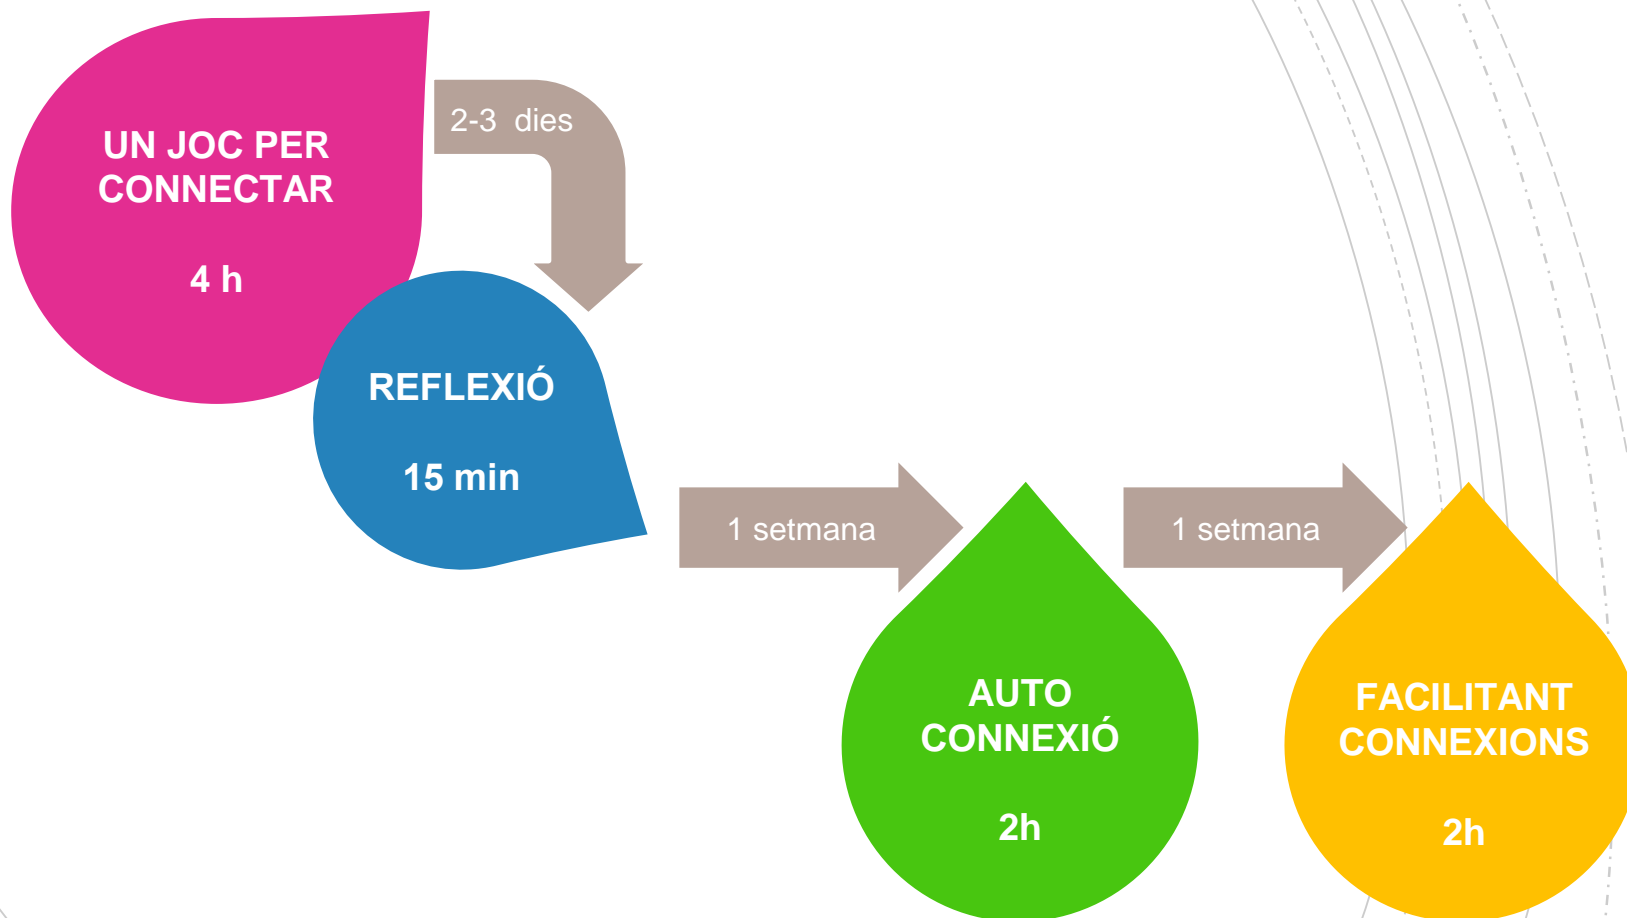 UN JOC PER
CONNECTAR
4 h
2-3 dies
REFLEXIÓ
15 min
1 setmana
AUTO
CONNEXIÓ
2h
1 setmana
FACILITANT
CONNEXIONS
2h